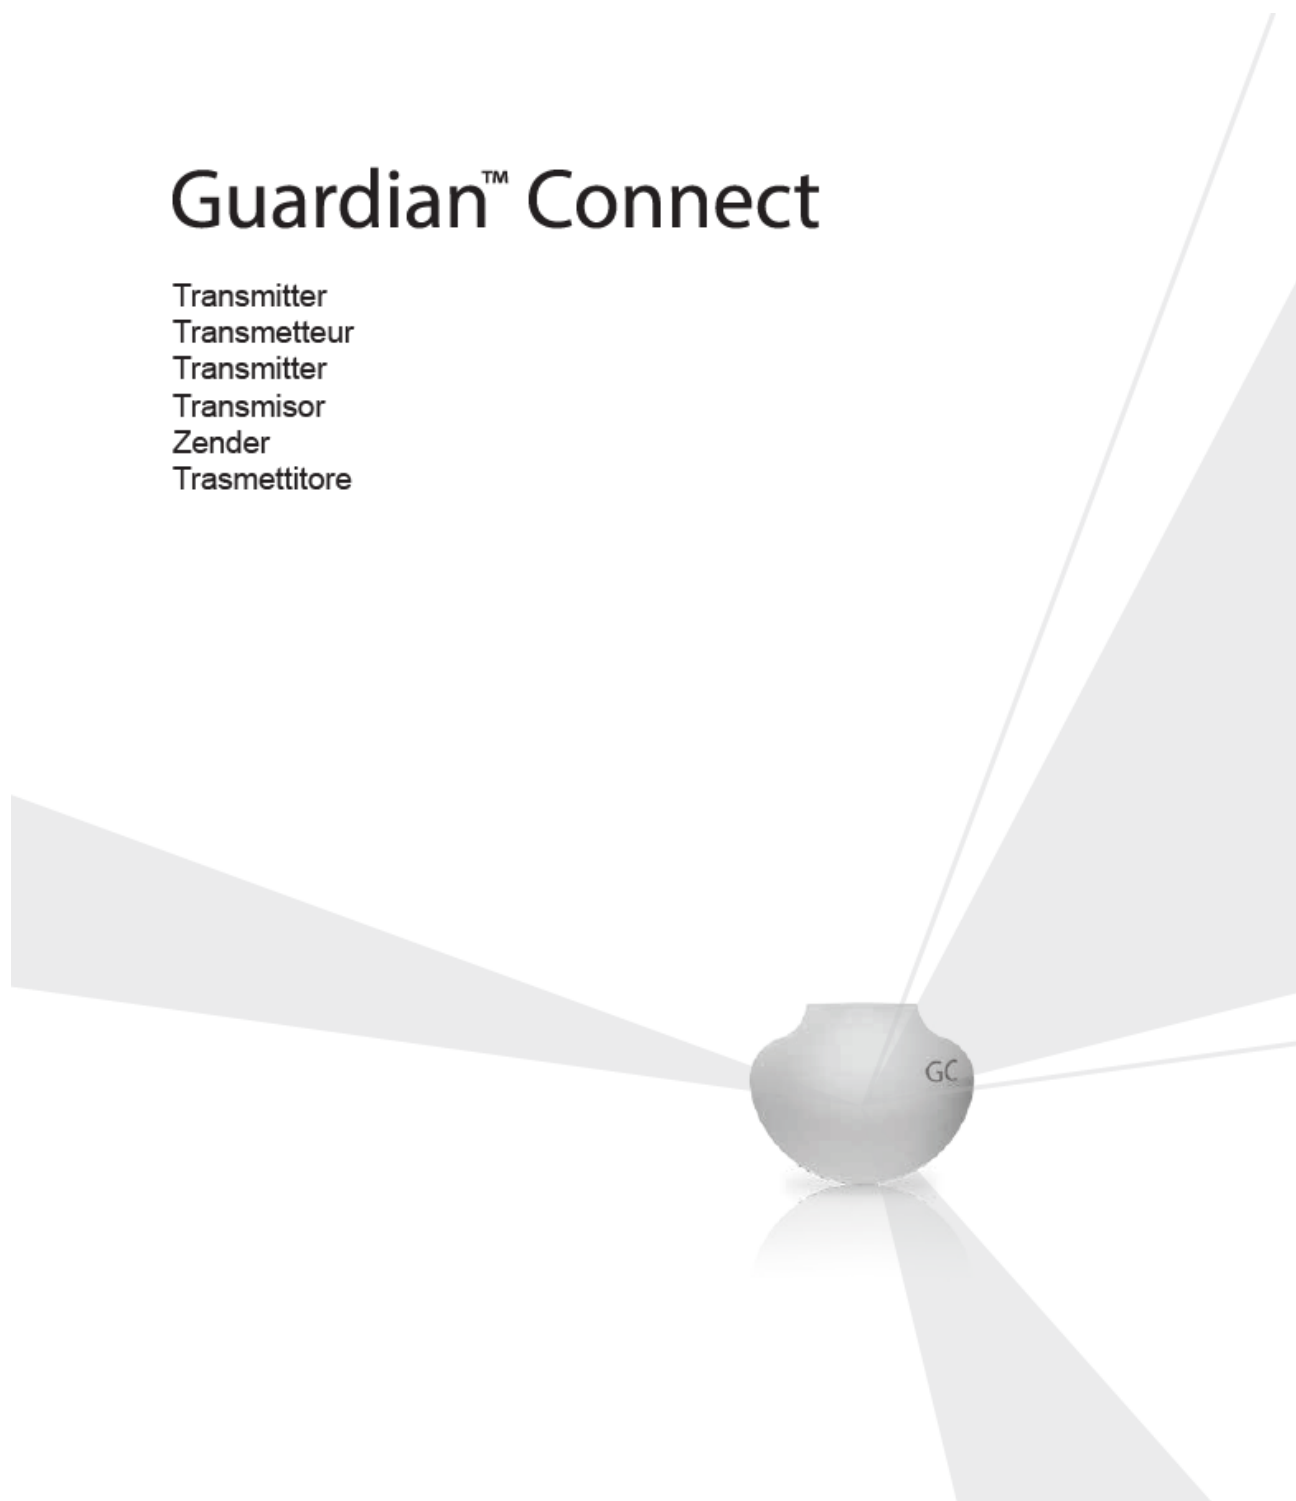 Guardian™ Connect
Transmitter
Transmetteur
Transmitter
Transmisor
Zender
Trasmettitore
GC